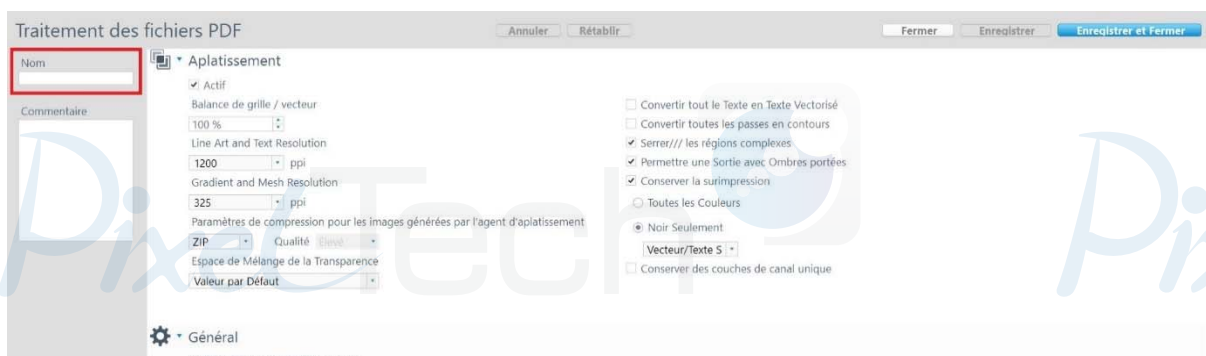 Traitement des fichiers PDF
Annuler Rétablir
Fermer Enregistrer Enregistrer et Fermer
Nom
Commentaire
Aplatissement
Actif
Balance de grille / vecteur
100 %
Line Art and Text Resolution
1200 ppi
Gradient and Mesh Resolution
325 ppi
Paramètres de compression pour les images générées par l'agent d'aplatissement
ZIP Qualité Élevé
Espace de Mélange de la Transparence
Valeur par Défaut
Convertir tout le Texte en Texte Vectorisé
Convertir toutes les passes en contours
Serrer/// les régions complexes
Permettre une Sortie avec Ombres portées
Conserver la surimpression
Toutes les Couleurs
Noir Seulement
Vecteur/Texte S
Conserver des couches de canal unique
Général
PixelTech
Pi